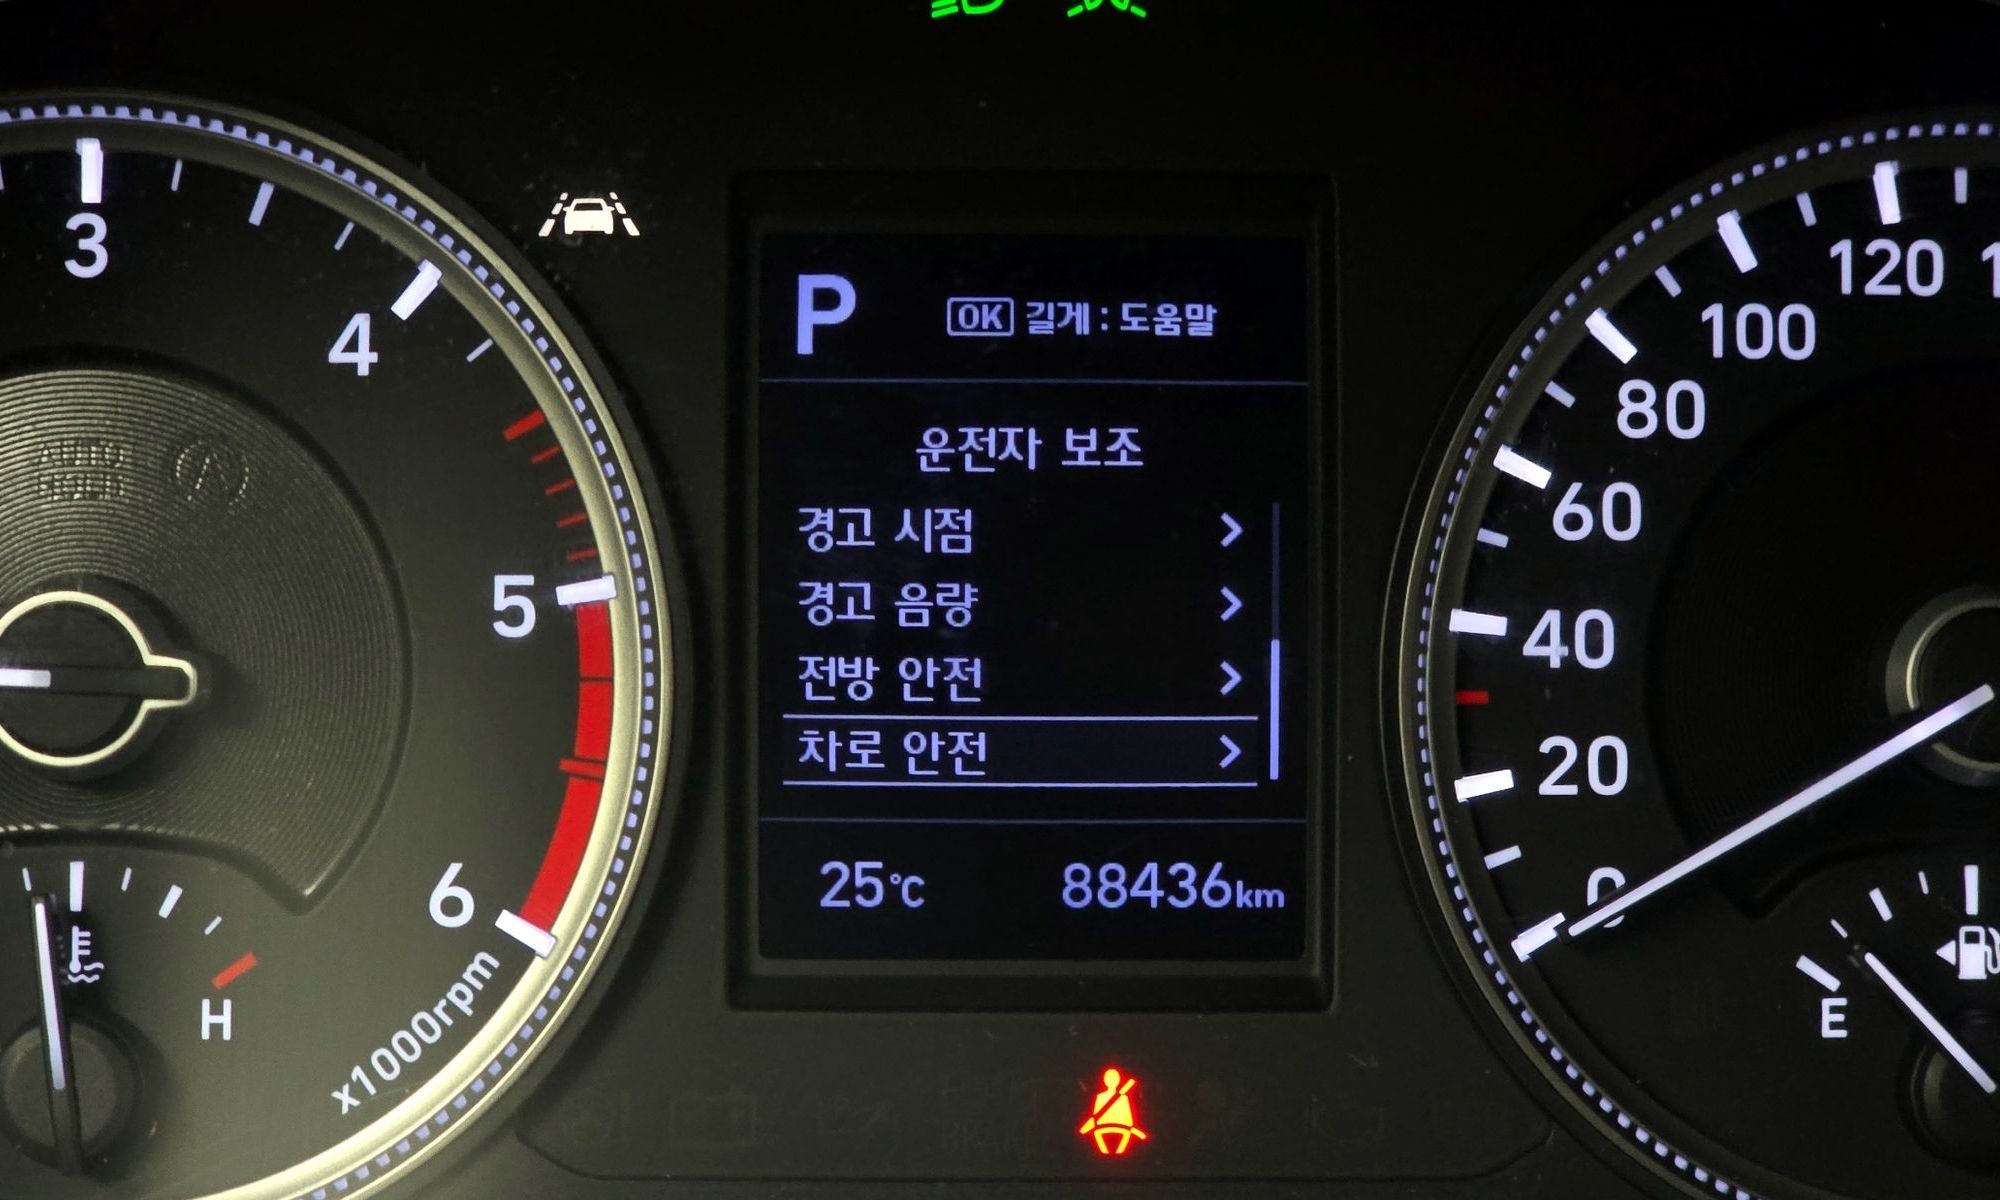 3
4
5
6
x1000rpm
H
AUTO
HOLD
P
OK 길게 : 도움말
운전자 보조
경고 시점
경고 음량
전방 안전
차로 안전
25℃ 88436km
120
100
80
60
40
20
0
E